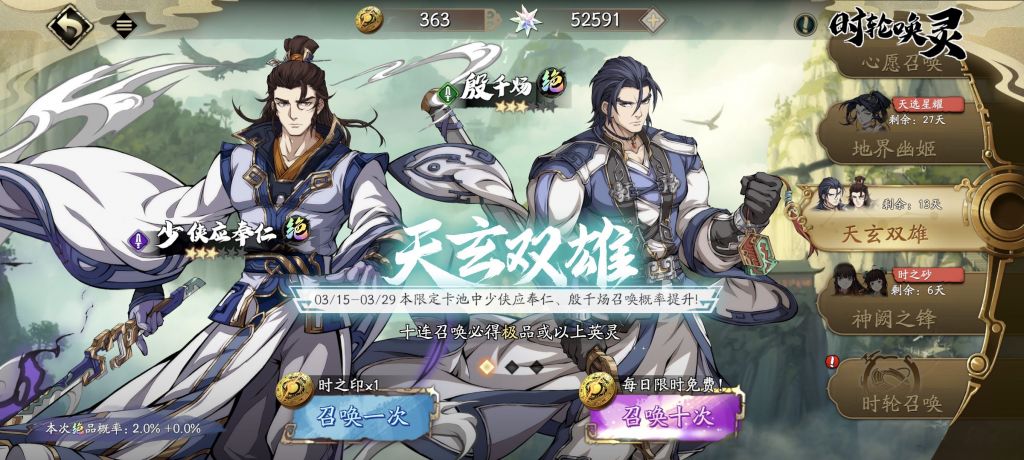 363
52591
时轮唤灵
心愿召唤
殷千炀
绝
天选星耀
剩余：27天
地界幽姬
剩余：13天
天玄双雄
少侠应奉仁
绝
天玄双雄
03/15-03/29 本限定卡池中少侠应奉仁、殷千炀召唤概率提升！
时之砂
剩余：6天
神阙之锋
十连召唤必得极品或以上英灵
时之印x1
召唤一次
每日限时免费！
召唤十次
时轮召唤
本次绝品概率：2.0% +0.0%